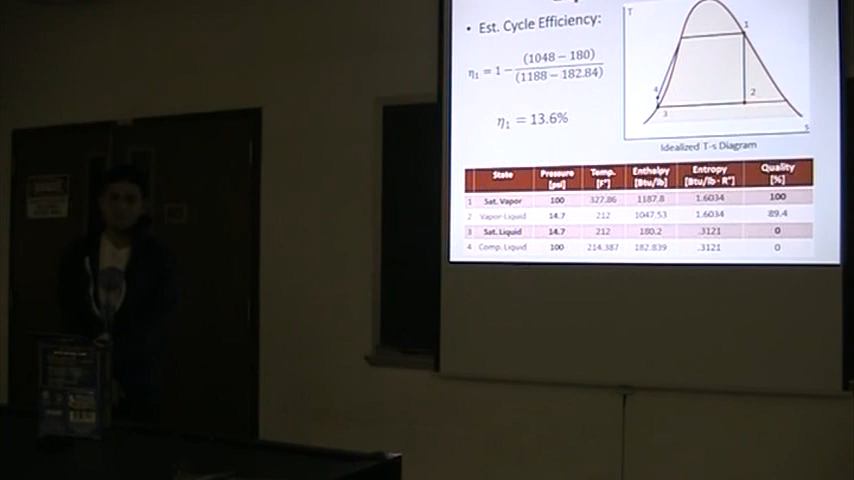 • Est. Cycle Efficiency:
η₁ = 1 − (1048 − 180) / (1188 − 182.84)
η₁ = 13.6%
T
1
4
2
3
S
Idealized T-s Diagram
State Pressure [psi] Temp. [F°] Enthalpy [Btu/lb] Entropy [Btu/lb · R°] Quality [%]
1 Sat. Vapor 100 327.86 1187.8 1.6034 100
2 Vapor-Liquid 14.7 212 1047.53 1.6034 89.4
3 Sat. Liquid 14.7 212 180.2 .3121 0
4 Comp. Liquid 100 214.387 182.839 .3121 0